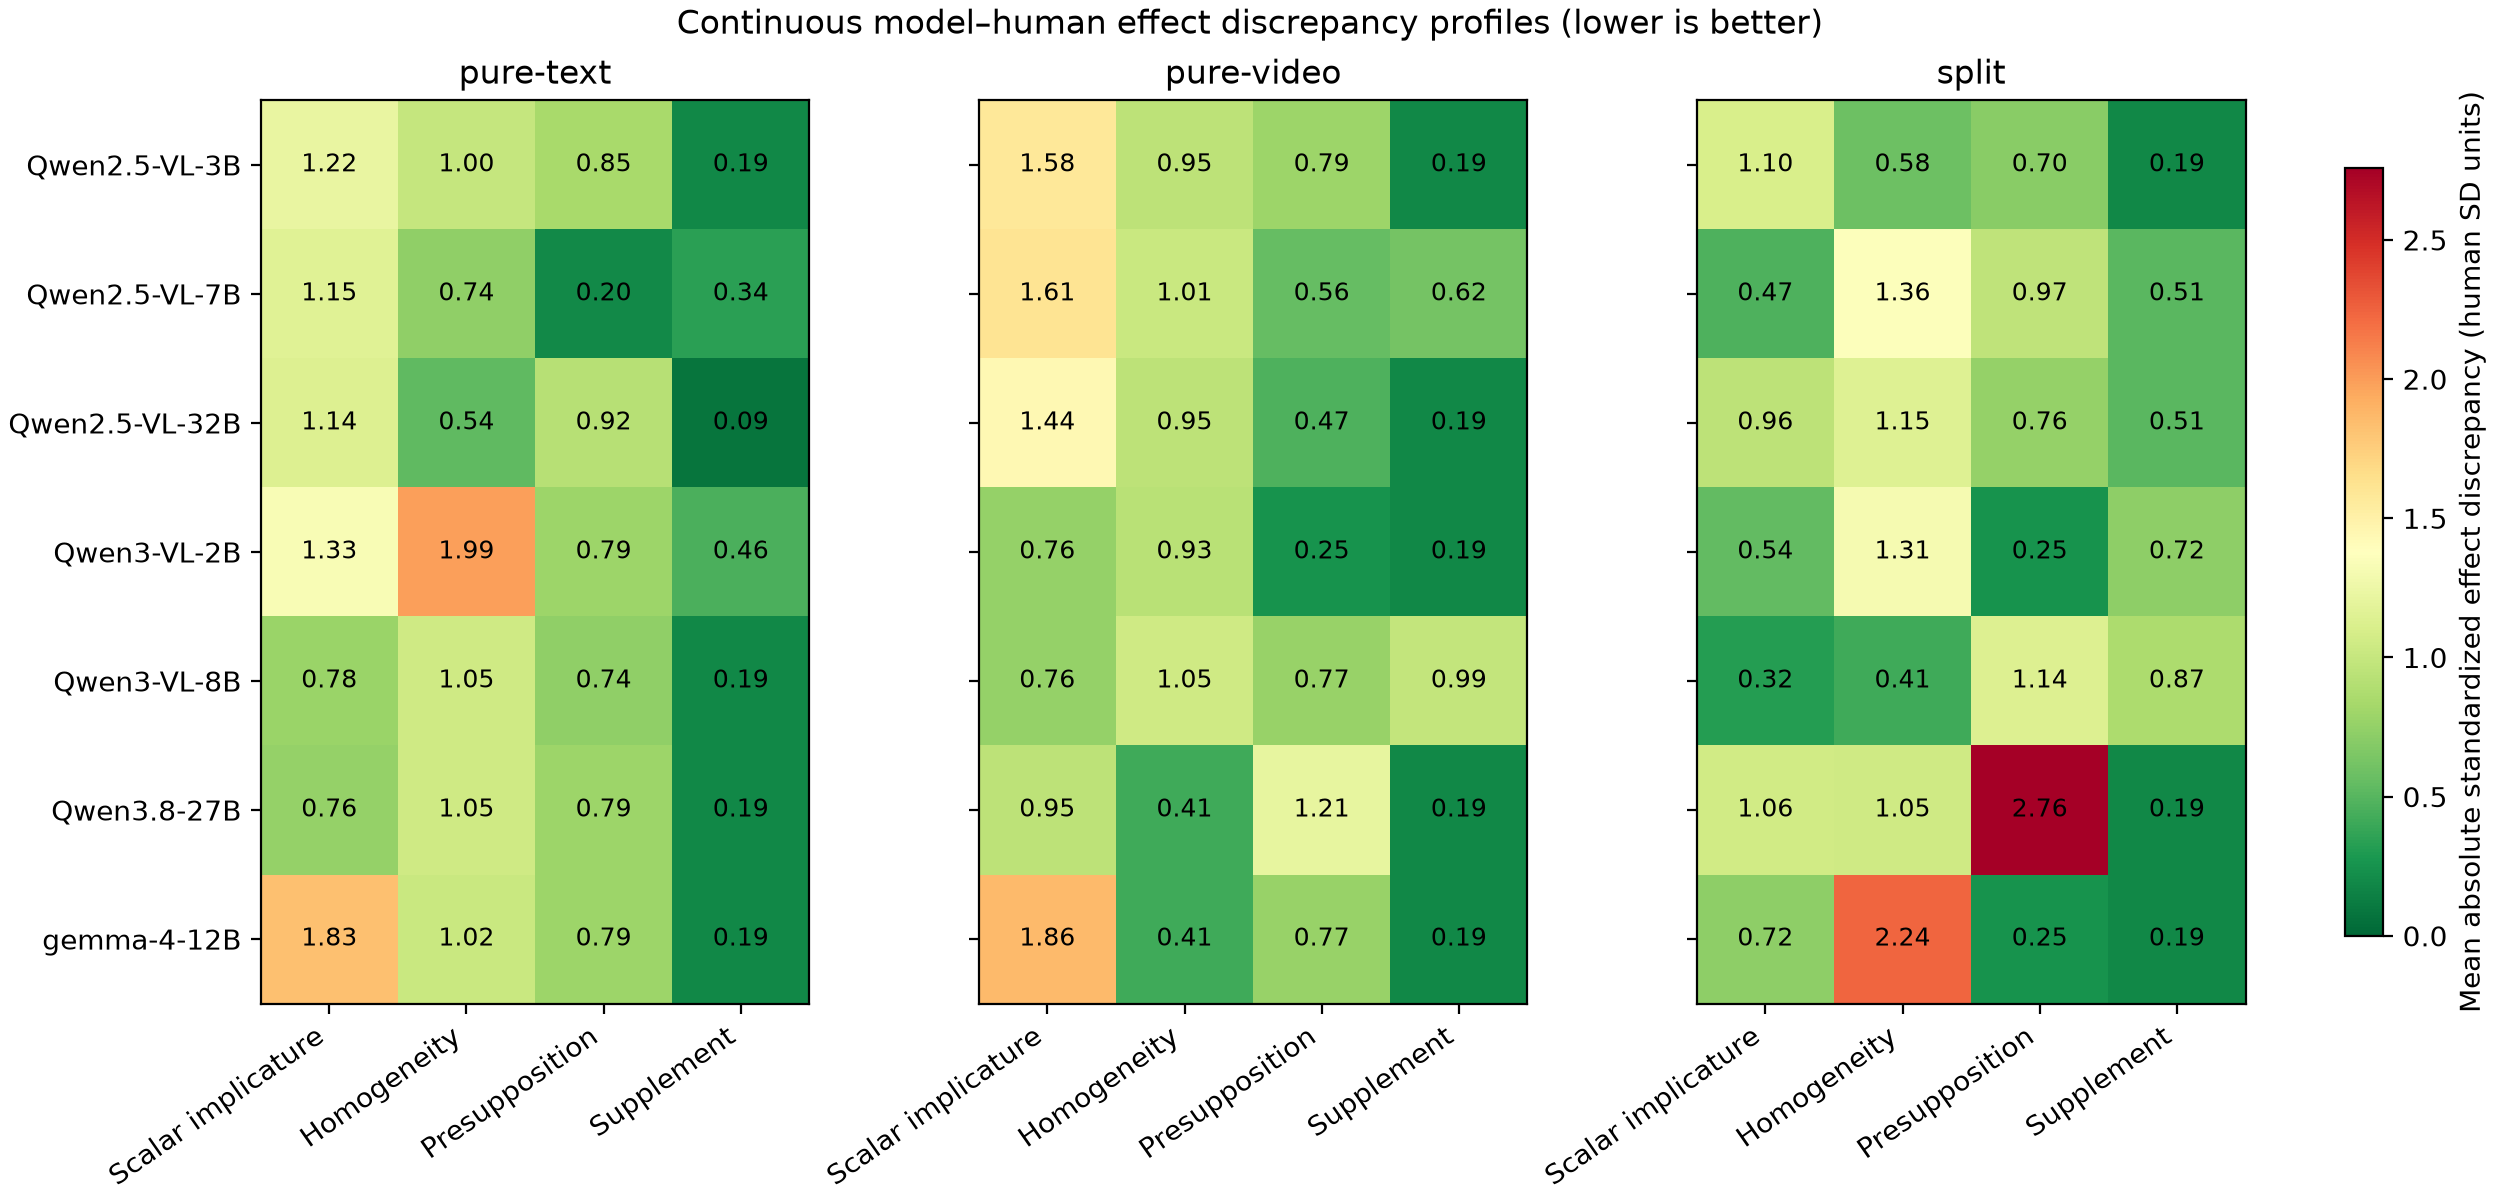 Continuous model–human effect discrepancy profiles (lower is better)
pure-text
pure-video
split
Qwen2.5-VL-3B
1.22 1.00 0.85 0.19
1.58 0.95 0.79 0.19
1.10 0.58 0.70 0.19
Qwen2.5-VL-7B
1.15 0.74 0.20 0.34
1.61 1.01 0.56 0.62
0.47 1.36 0.97 0.51
Qwen2.5-VL-32B
1.14 0.54 0.92 0.09
1.44 0.95 0.47 0.19
0.96 1.15 0.76 0.51
Qwen3-VL-2B
1.33 1.99 0.79 0.46
0.76 0.93 0.25 0.19
0.54 1.31 0.25 0.72
Qwen3-VL-8B
0.78 1.05 0.74 0.19
0.76 1.05 0.77 0.99
0.32 0.41 1.14 0.87
Qwen3.8-27B
0.76 1.05 0.79 0.19
0.95 0.41 1.21 0.19
1.06 1.05 2.76 0.19
gemma-4-12B
1.83 1.02 0.79 0.19
1.86 0.41 0.77 0.19
0.72 2.24 0.25 0.19
Scalar implicature
Homogeneity
Presupposition
Supplement
Scalar implicature
Homogeneity
Presupposition
Supplement
Scalar implicature
Homogeneity
Presupposition
Supplement
2.5
2.0
1.5
1.0
0.5
0.0
Mean absolute standardized effect discrepancy (human SD units)